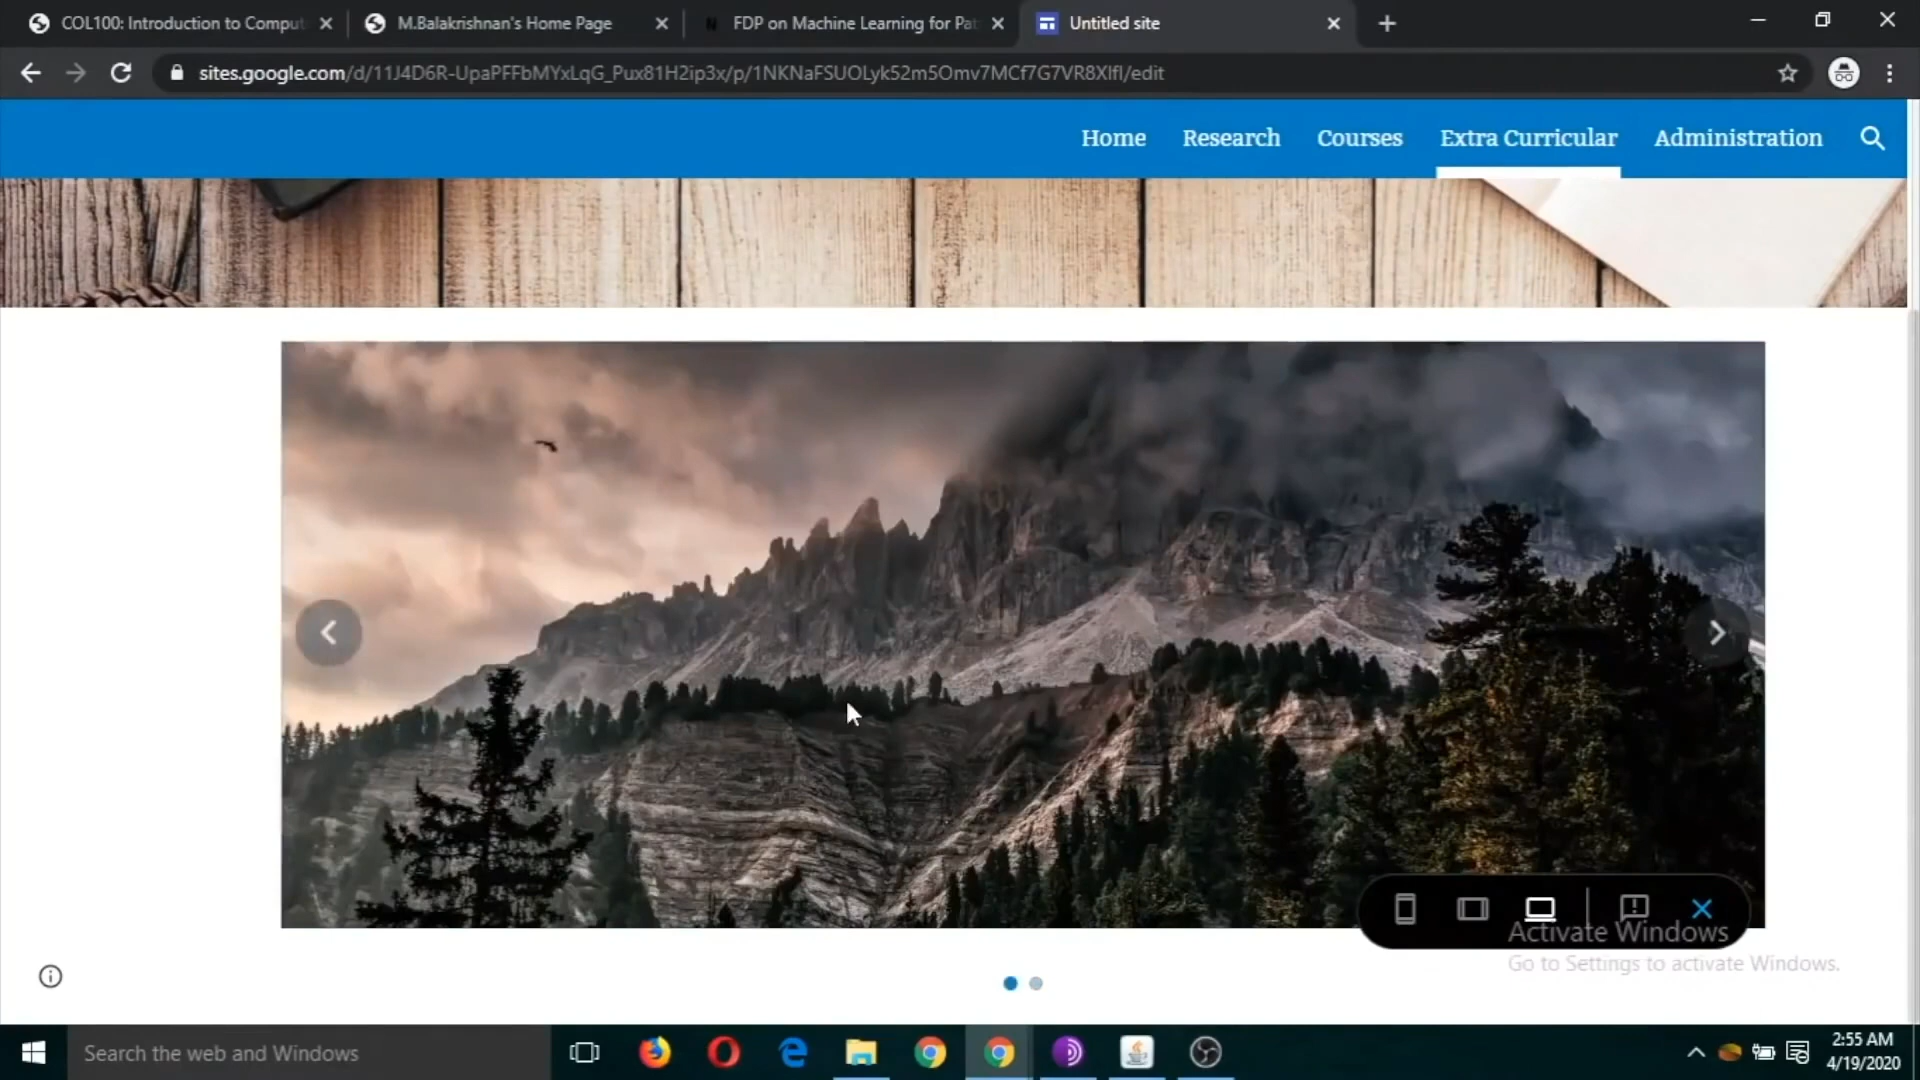 COL100: Introduction to Comput
M.Balakrishnan's Home Page
FDP on Machine Learning for Pat
Untitled site
sites.google.com/d/11J4D6R-UpaPFFbMYxLqG_Pux81H2ip3x/p/1NKNaFSUOLyk52m5Omv7MCf7G7VR8XIfI/edit
Home Research Courses Extra Curricular Administration
Activate Windows
Go to Settings to activate Windows.
Search the web and Windows
2:55 AM
4/19/2020